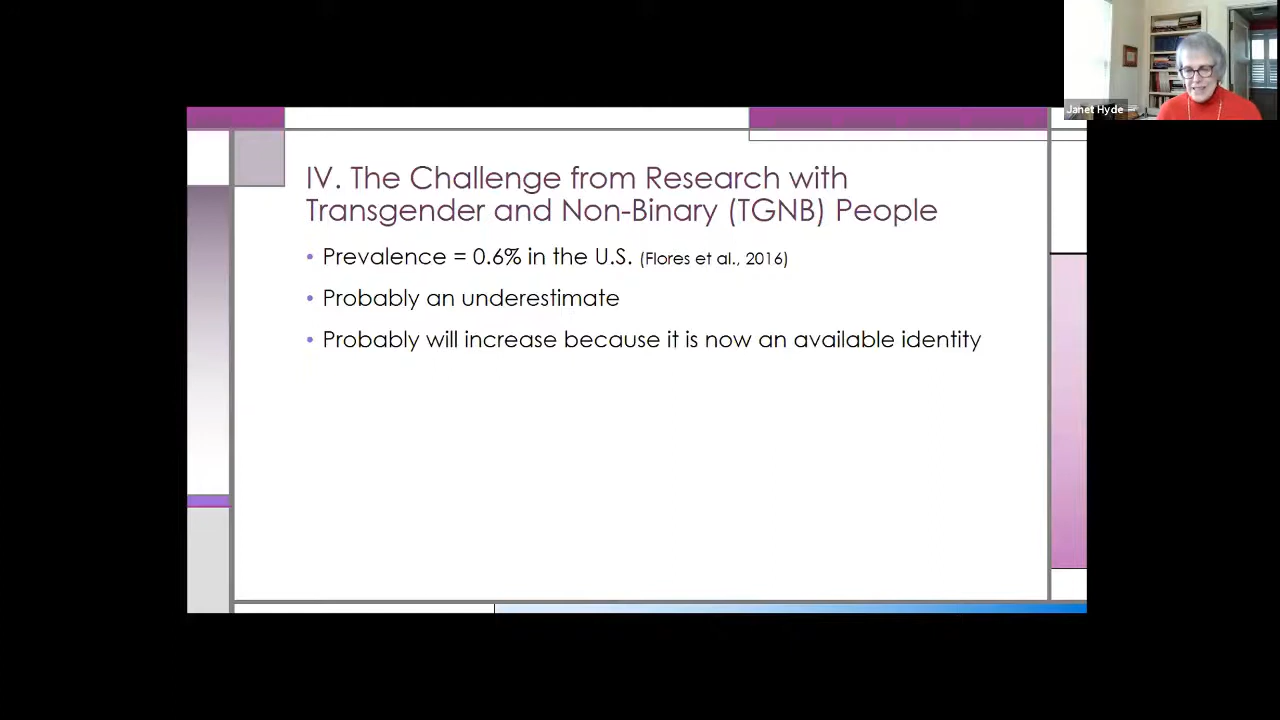 Janet Hyde
IV. The Challenge from Research with
Transgender and Non-Binary (TGNB) People
• Prevalence = 0.6% in the U.S. (Flores et al., 2016)
• Probably an underestimate
• Probably will increase because it is now an available identity